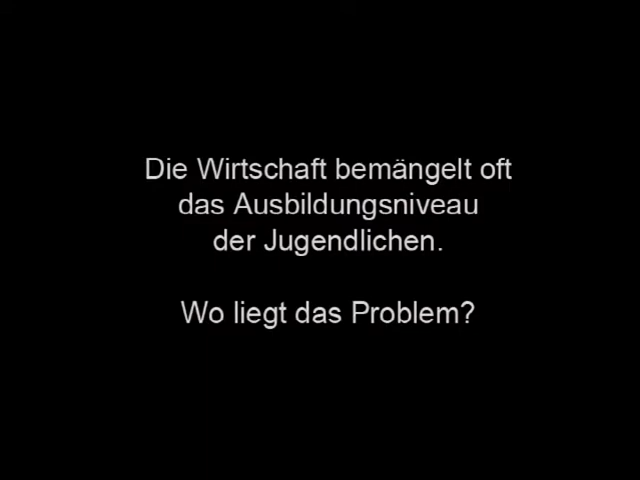 Die Wirtschaft bemängelt oft
das Ausbildungsniveau
der Jugendlichen.
Wo liegt das Problem?